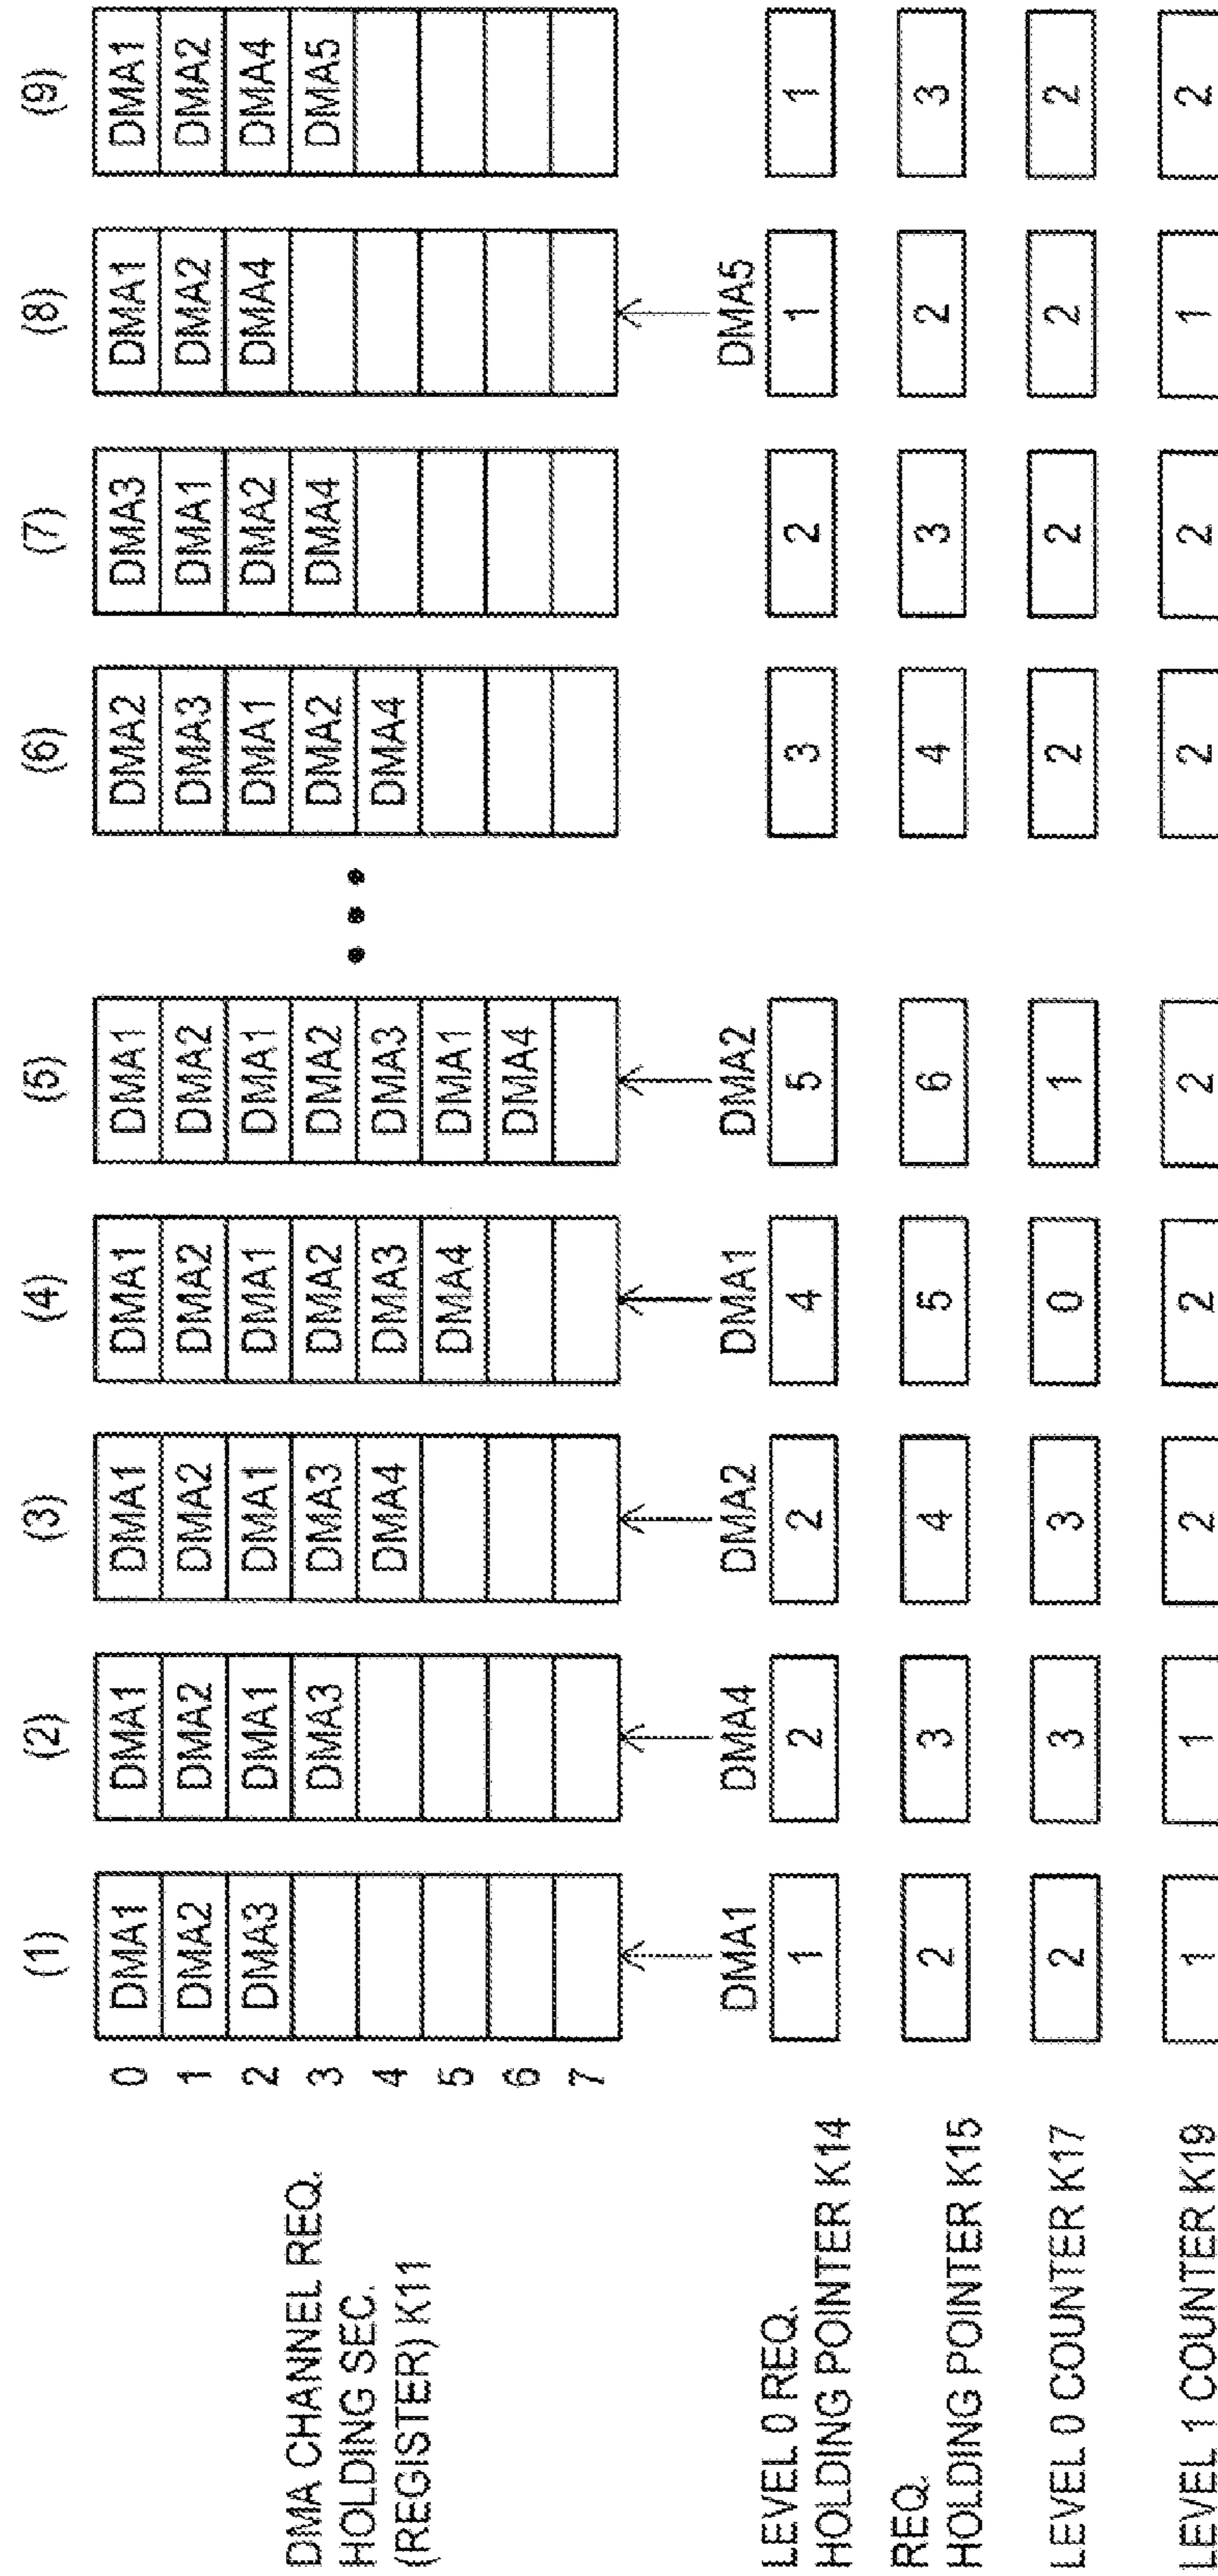 (1) (2) (3) (4) (5) (6) (7) (8) (9)
DMA CHANNEL REQ.
HOLDING SEC.
(REGISTER) K11
0 DMA1 DMA1 DMA1 DMA1 DMA1 DMA2 DMA3 DMA1 DMA1
1 DMA2 DMA2 DMA2 DMA2 DMA2 DMA3 DMA1 DMA2 DMA2
2 DMA3 DMA1 DMA1 DMA1 DMA1 DMA1 DMA2 DMA4 DMA4
3 DMA3 DMA3 DMA2 DMA2 DMA2 DMA4 DMA5
4 DMA4 DMA3 DMA3 DMA4
5 DMA4 DMA1
6 DMA4
7
DMA1 DMA4 DMA2 DMA1 DMA2 DMA5
LEVEL 0 REQ.
HOLDING POINTER K14 1 2 2 4 5 3 2 1 1
REQ.
HOLDING POINTER K15 2 3 4 5 6 4 3 2 3
LEVEL 0 COUNTER K17 2 3 3 0 1 2 2 2 2
LEVEL 1 COUNTER K19 1 1 2 2 2 2 2 1 2